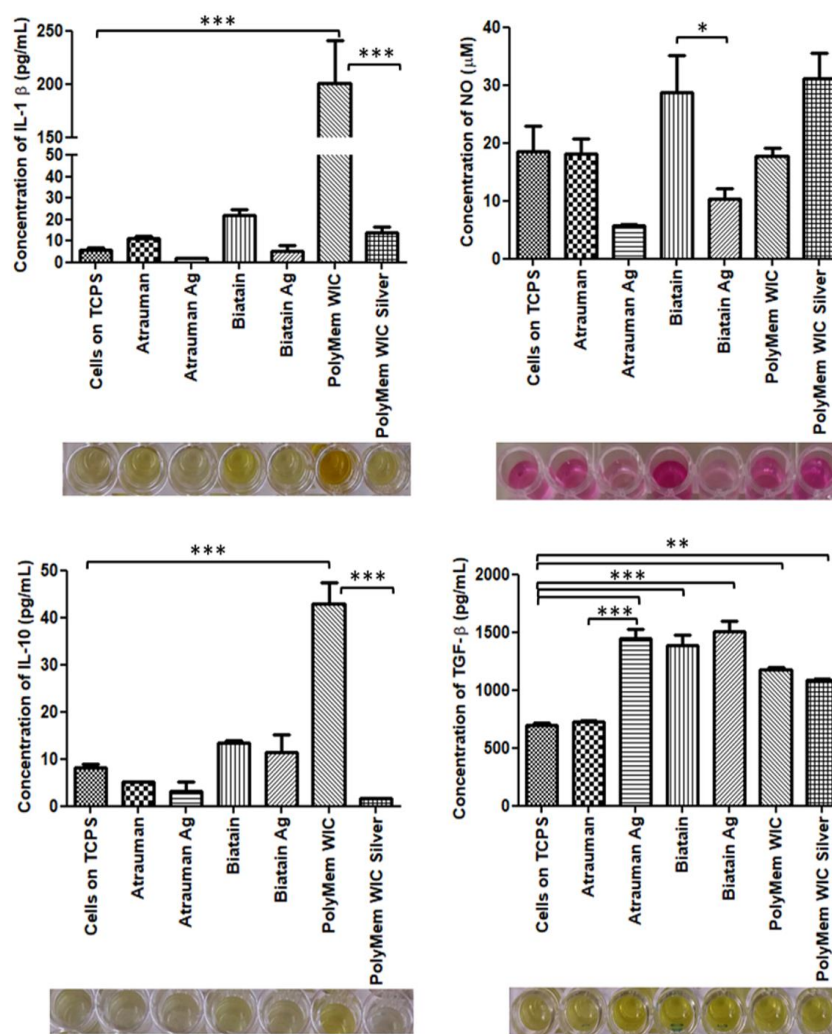 Concentration of IL-1 β (pg/mL)
250
200
150
50
40
30
20
10
0
***
***
Cells on TCPS
Atrauman
Atrauman Ag
Biatain
Biatain Ag
PolyMem WIC
PolyMem WIC Silver
Concentration of NO (μM)
40
30
20
10
0
*
Cells on TCPS
Atrauman
Atrauman Ag
Biatain
Biatain Ag
PolyMem WIC
PolyMem WIC Silver
Concentration of IL-10 (pg/mL)
50
40
30
20
10
0
***
***
Cells on TCPS
Atrauman
Atrauman Ag
Biatain
Biatain Ag
PolyMem WIC
PolyMem WIC Silver
Concentration of TGF-β (pg/mL)
2000
1500
1000
500
0
**
***
***
Cells on TCPS
Atrauman
Atrauman Ag
Biatain
Biatain Ag
PolyMem WIC
PolyMem WIC Silver